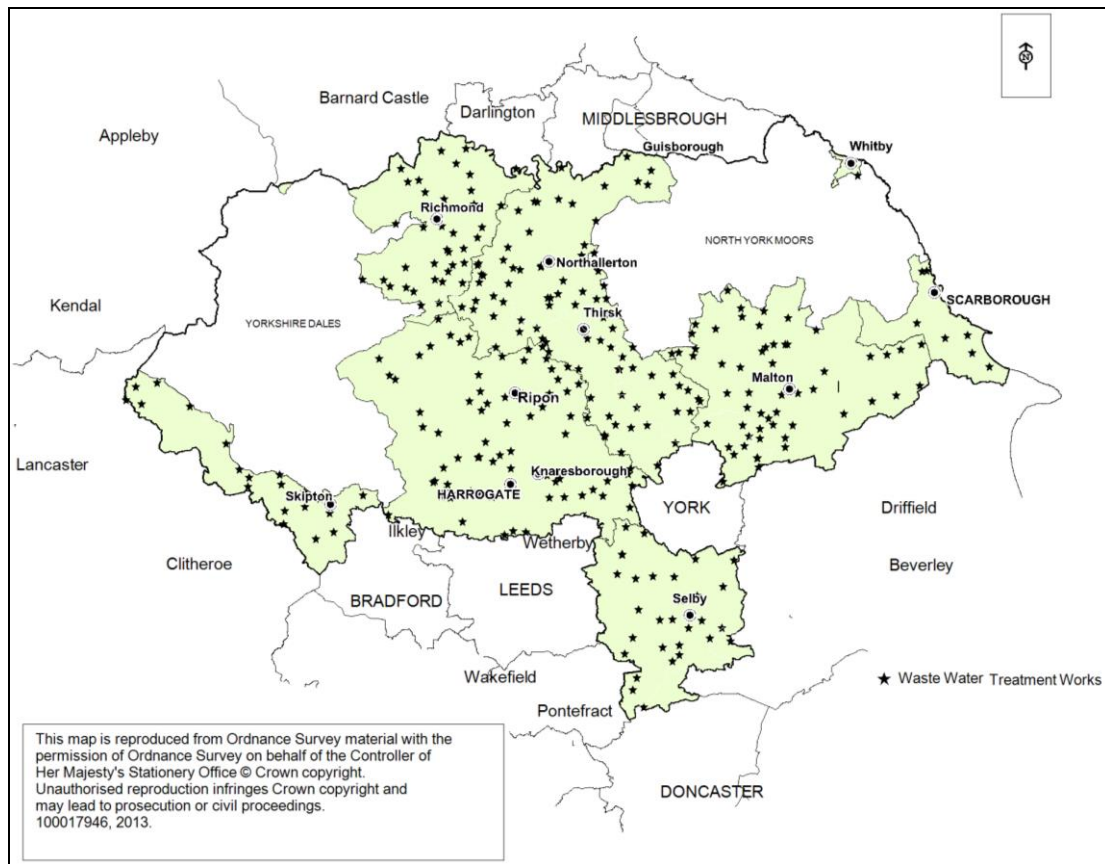 N
Barnard Castle
Darlington
MIDDLESBROUGH
Appleby
Guisborough
Whitby
Richmond
NORTH YORK MOORS
Northallerton
Kendal
SCARBOROUGH
Thirsk
YORKSHIRE DALES
Malton
Ripon
Lancaster
Knaresborough
HARROGATE
Skipton
YORK
Driffield
Ilkley
Wetherby
Clitheroe
Beverley
LEEDS
BRADFORD
Selby
Wakefield
Waste Water Treatment Works
Pontefract
DONCASTER
This map is reproduced from Ordnance Survey material with the
permission of Ordnance Survey on behalf of the Controller of
Her Majesty's Stationery Office © Crown copyright.
Unauthorised reproduction infringes Crown copyright and
may lead to prosecution or civil proceedings.
100017946, 2013.